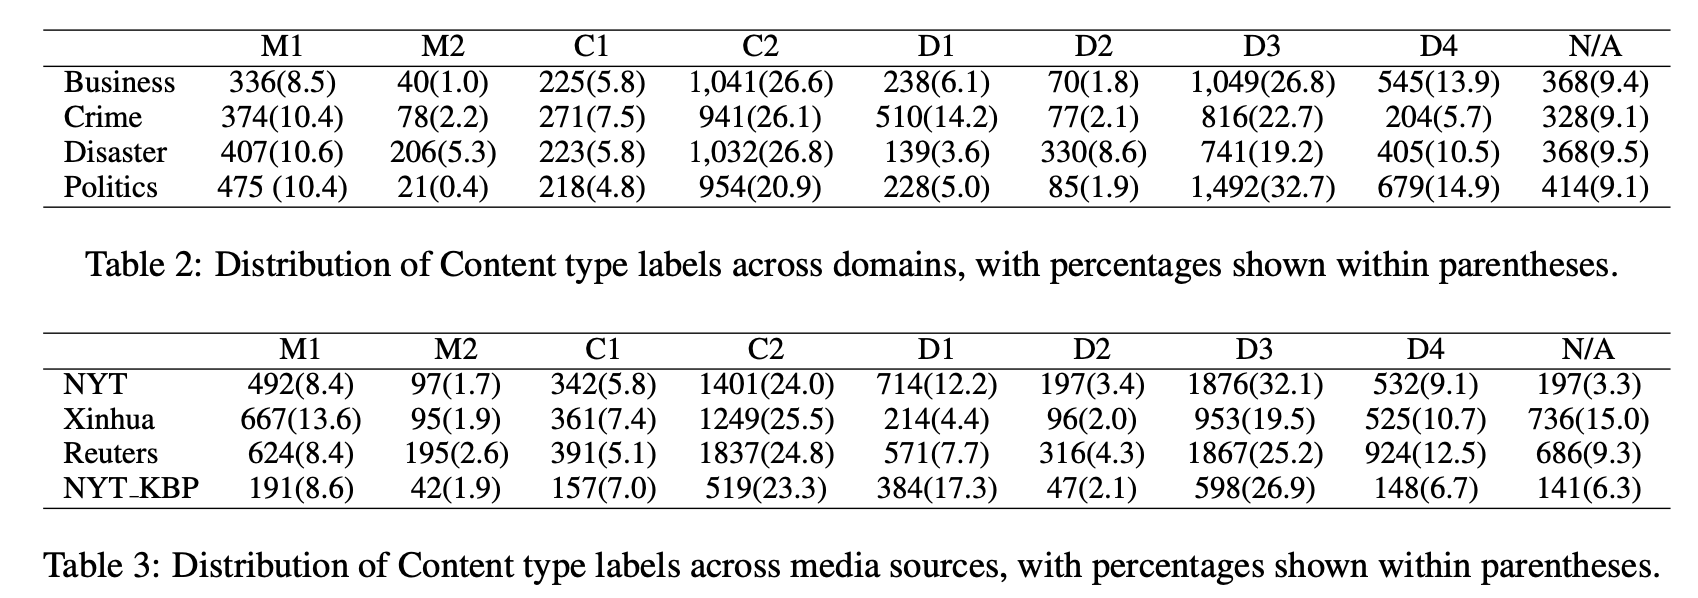 M1 M2 C1 C2 D1 D2 D3 D4 N/A
Business 336(8.5) 40(1.0) 225(5.8) 1,041(26.6) 238(6.1) 70(1.8) 1,049(26.8) 545(13.9) 368(9.4)
Crime 374(10.4) 78(2.2) 271(7.5) 941(26.1) 510(14.2) 77(2.1) 816(22.7) 204(5.7) 328(9.1)
Disaster 407(10.6) 206(5.3) 223(5.8) 1,032(26.8) 139(3.6) 330(8.6) 741(19.2) 405(10.5) 368(9.5)
Politics 475 (10.4) 21(0.4) 218(4.8) 954(20.9) 228(5.0) 85(1.9) 1,492(32.7) 679(14.9) 414(9.1)
Table 2: Distribution of Content type labels across domains, with percentages shown within parentheses.
M1 M2 C1 C2 D1 D2 D3 D4 N/A
NYT 492(8.4) 97(1.7) 342(5.8) 1401(24.0) 714(12.2) 197(3.4) 1876(32.1) 532(9.1) 197(3.3)
Xinhua 667(13.6) 95(1.9) 361(7.4) 1249(25.5) 214(4.4) 96(2.0) 953(19.5) 525(10.7) 736(15.0)
Reuters 624(8.4) 195(2.6) 391(5.1) 1837(24.8) 571(7.7) 316(4.3) 1867(25.2) 924(12.5) 686(9.3)
NYT_KBP 191(8.6) 42(1.9) 157(7.0) 519(23.3) 384(17.3) 47(2.1) 598(26.9) 148(6.7) 141(6.3)
Table 3: Distribution of Content type labels across media sources, with percentages shown within parentheses.